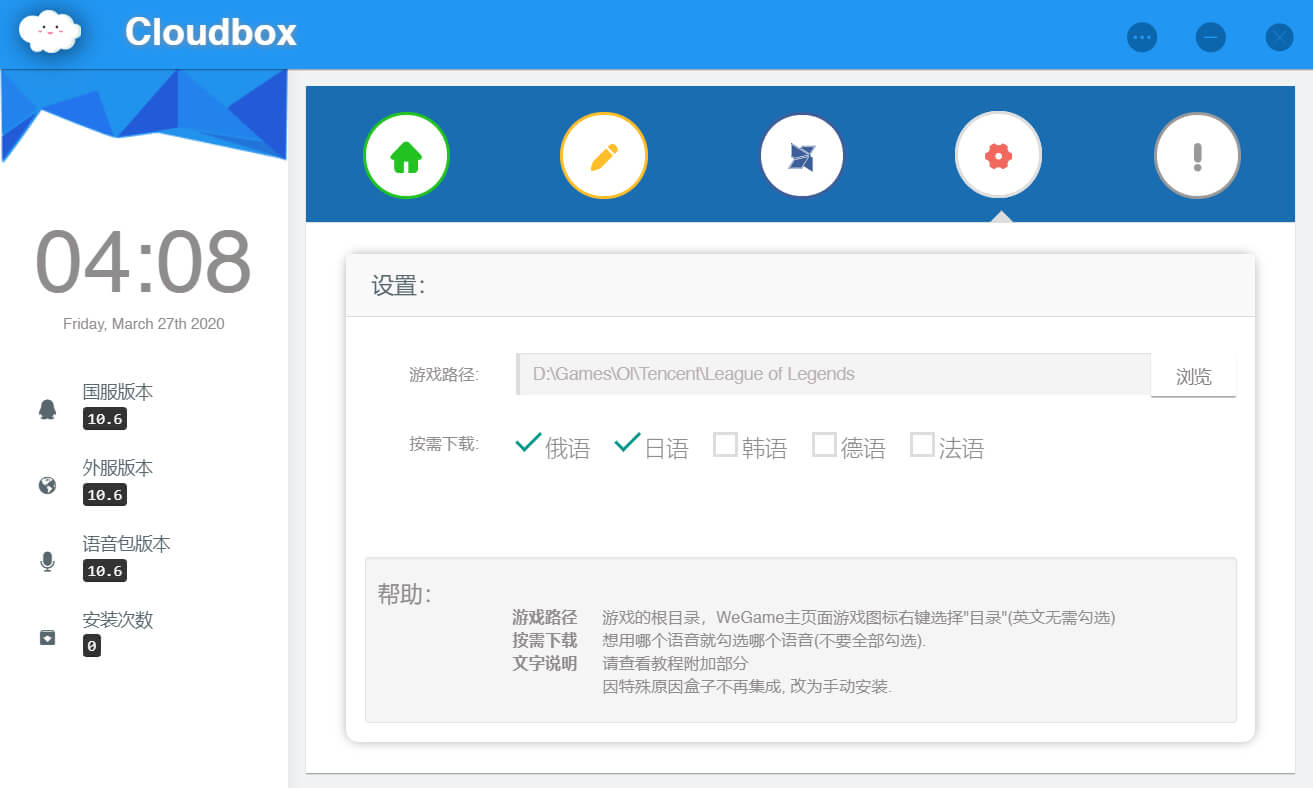 Cloudbox
04:08
Friday, March 27th 2020
国服版本
10.6
外服版本
10.6
语音包版本
10.6
安装次数
0
设置：
游戏路径:
D:\Games\Ol\Tencent\League of Legends
浏览
按需下载:
俄语 日语 韩语 德语 法语
帮助：
游戏路径 游戏的根目录，WeGame主页面游戏图标右键选择"目录"(英文无需勾选)
按需下载 想用哪个语音就勾选哪个语音(不要全部勾选).
文字说明 请查看教程附加部分
因特殊原因盒子不再集成, 改为手动安装.